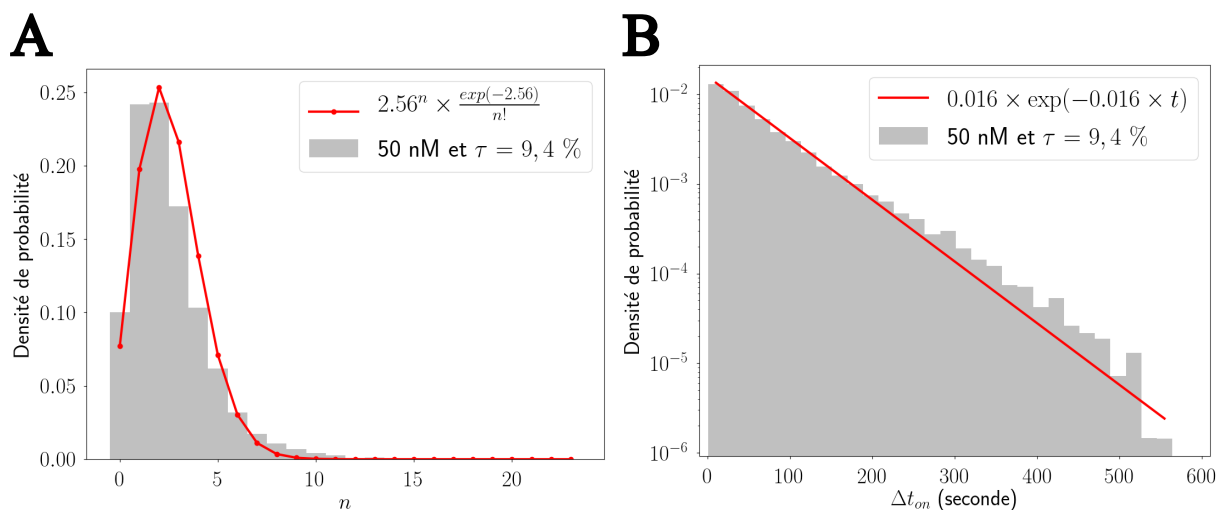 A
Densité de probabilité
0.25
0.20
0.15
0.10
0.05
0.00
2.56^n × exp(−2.56)/n!
50 nM et τ = 9,4 %
0 5 10 15 20
n
B
Densité de probabilité
10^−2
10^−3
10^−4
10^−5
10^−6
0.016 × exp(−0.016 × t)
50 nM et τ = 9,4 %
0 100 200 300 400 500 600
Δt_on (seconde)